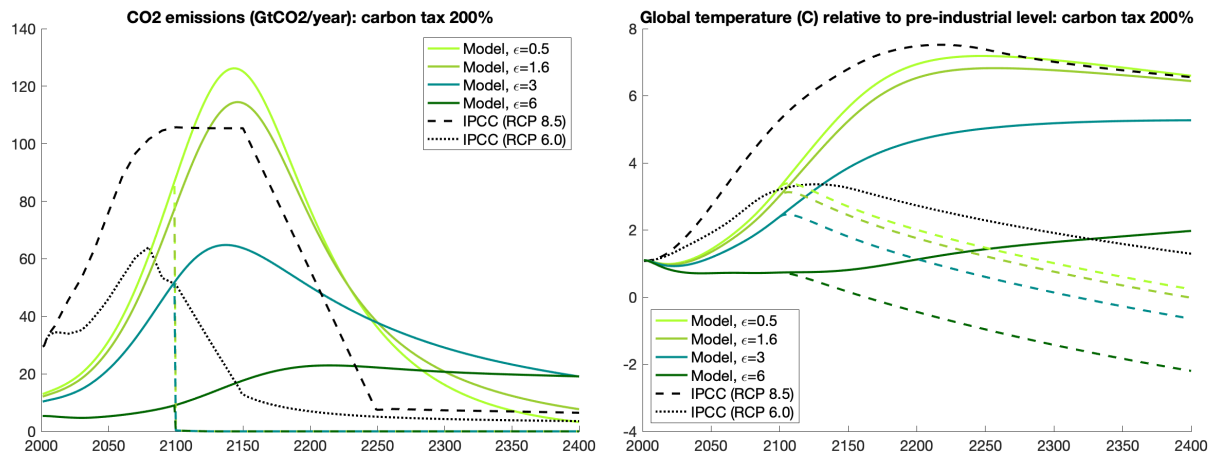 CO2 emissions (GtCO2/year): carbon tax 200%
140
120
100
80
60
40
20
0
2000 2050 2100 2150 2200 2250 2300 2350 2400
Model, ϵ=0.5
Model, ϵ=1.6
Model, ϵ=3
Model, ϵ=6
IPCC (RCP 8.5)
IPCC (RCP 6.0)
Global temperature (C) relative to pre-industrial level: carbon tax 200%
8
6
4
2
0
-2
-4
2000 2050 2100 2150 2200 2250 2300 2350 2400
Model, ϵ=0.5
Model, ϵ=1.6
Model, ϵ=3
Model, ϵ=6
IPCC (RCP 8.5)
IPCC (RCP 6.0)